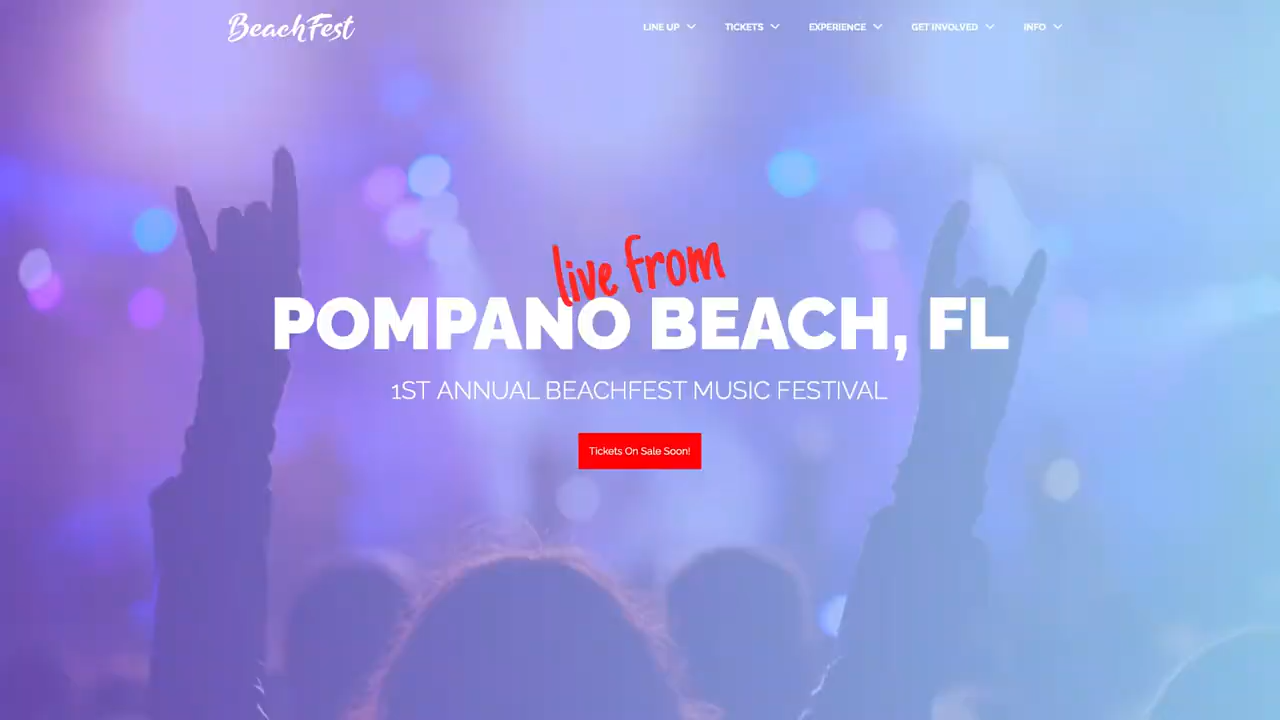 BeachFest
LINE UP
TICKETS
EXPERIENCE
GET INVOLVED
INFO
live from
POMPANO BEACH, FL
1ST ANNUAL BEACHFEST MUSIC FESTIVAL
Tickets On Sale Soon!